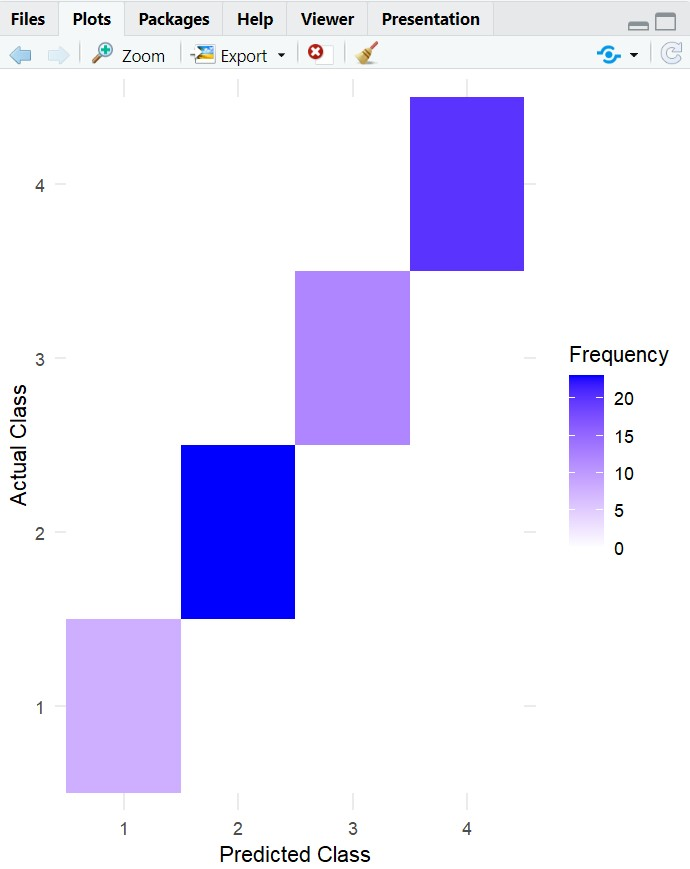 Files Plots Packages Help Viewer Presentation
Zoom Export
4
3
2
1
Actual Class
1 2 3 4
Predicted Class
Frequency
20
15
10
5
0